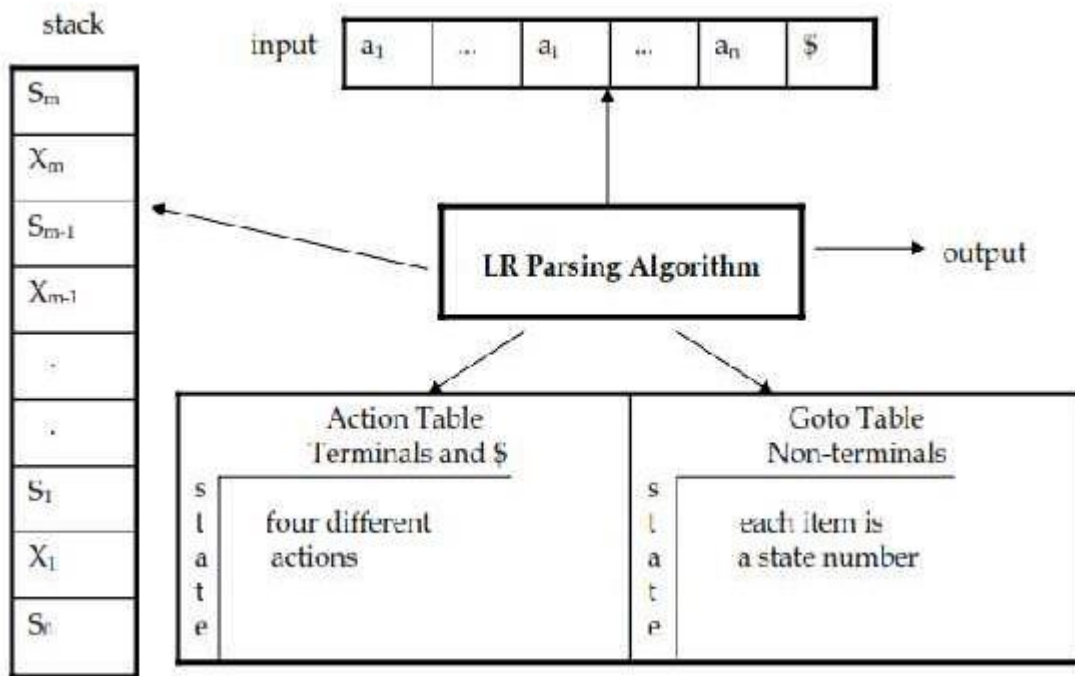 stack
input a₁ ... aᵢ ... aₙ $
Sₘ
Xₘ
Sₘ₋₁
Xₘ₋₁
.
.
S₁
X₁
S₀
LR Parsing Algorithm
output
Action Table
Terminals and $
state
four different
actions
Goto Table
Non-terminals
state
each item is
a state number